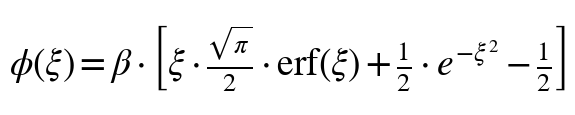 ϕ(ξ) = β · [ξ · √π/2 · erf(ξ) + 1/2 · e^(−ξ²) − 1/2]